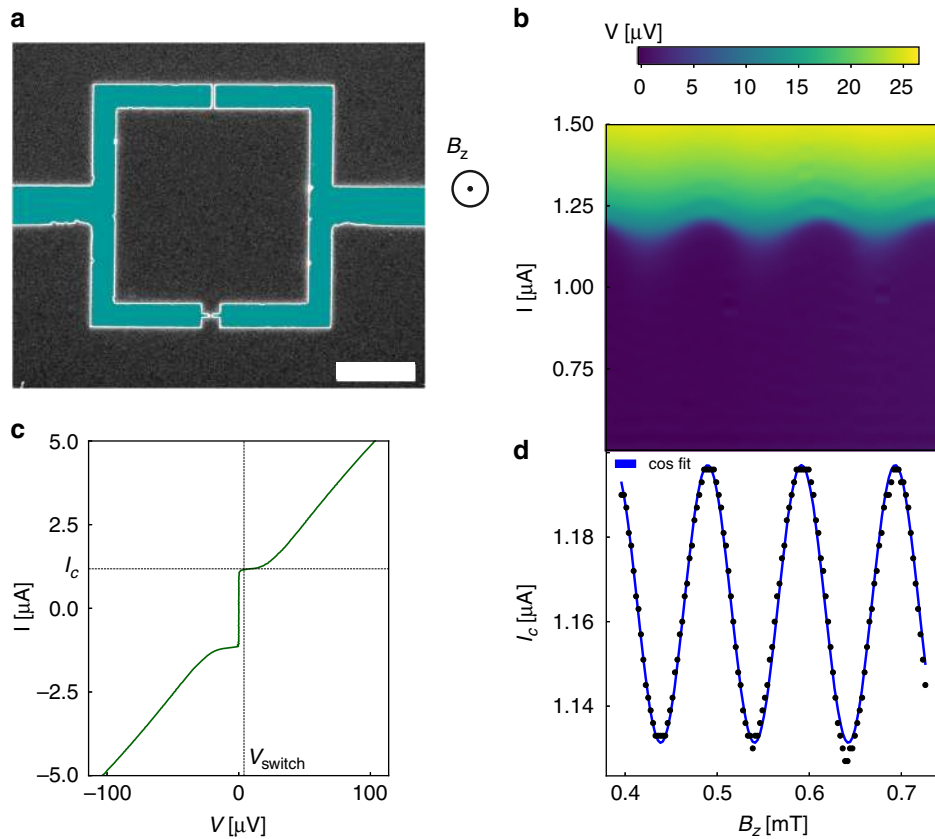 a
B_z
b
V [μV]
0 5 10 15 20 25
1.50
1.25
1.00
0.75
I [μA]
c
5.0
2.5
I_c
0.0
−2.5
−5.0
I [μA]
V_switch
−100 0 100
V [μV]
d
cos fit
1.18
1.16
1.14
I_c [μA]
0.4 0.5 0.6 0.7
B_z [mT]